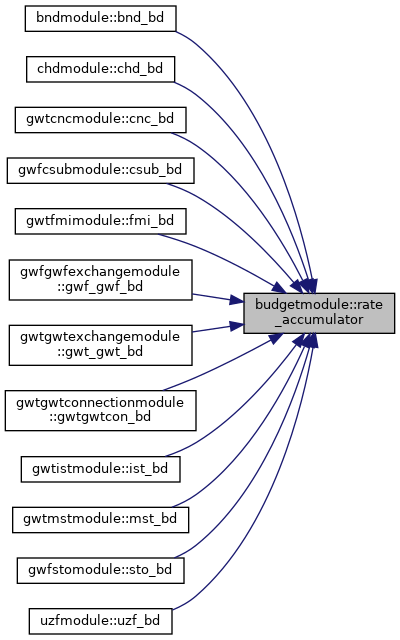 bndmodule::bnd_bd
chdmodule::chd_bd
gwtcncmodule::cnc_bd
gwfcsubmodule::csub_bd
gwtfmimodule::fmi_bd
gwfgwfexchangemodule
::gwf_gwf_bd
budgetmodule::rate
_accumulator
gwtgwtexchangemodule
::gwt_gwt_bd
gwtgwtconnectionmodule
::gwtgwtcon_bd
gwtistmodule::ist_bd
gwtmstmodule::mst_bd
gwfstomodule::sto_bd
uzfmodule::uzf_bd